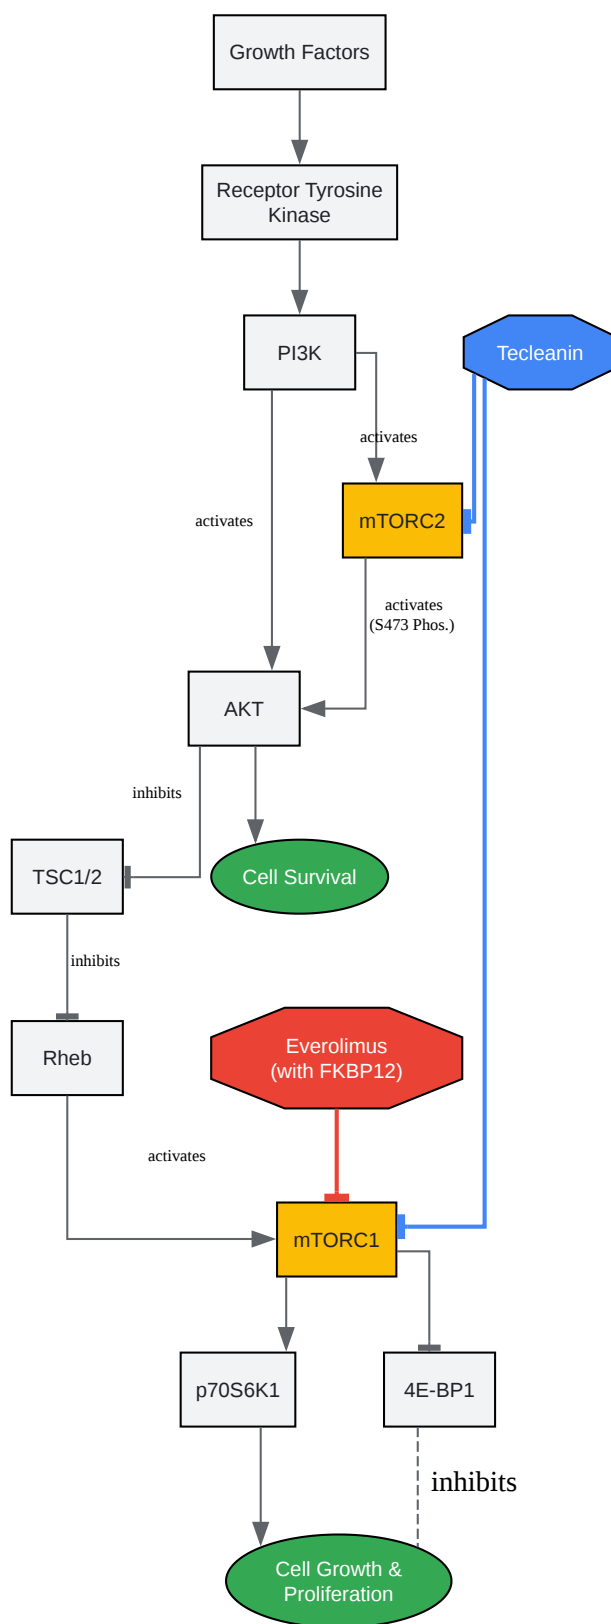 Growth Factors
Receptor Tyrosine
Kinase
PI3K
Tecleanin
activates
mTORC2
activates
activates
(S473 Phos.)
AKT
inhibits
TSC1/2
Cell Survival
inhibits
Rheb
Everolimus
(with FKBP12)
activates
mTORC1
p70S6K1
4E-BP1
inhibits
Cell Growth &
Proliferation